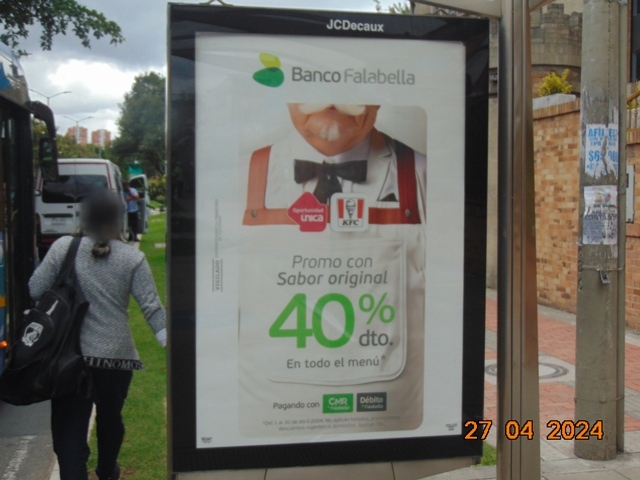 JCDecaux
Banco Falabella
Oportunidad
única
KFC
Promo con
Sabor original
40%
dto.
En todo el menú*
Pagando con
CMR
Débito
27 04 2024